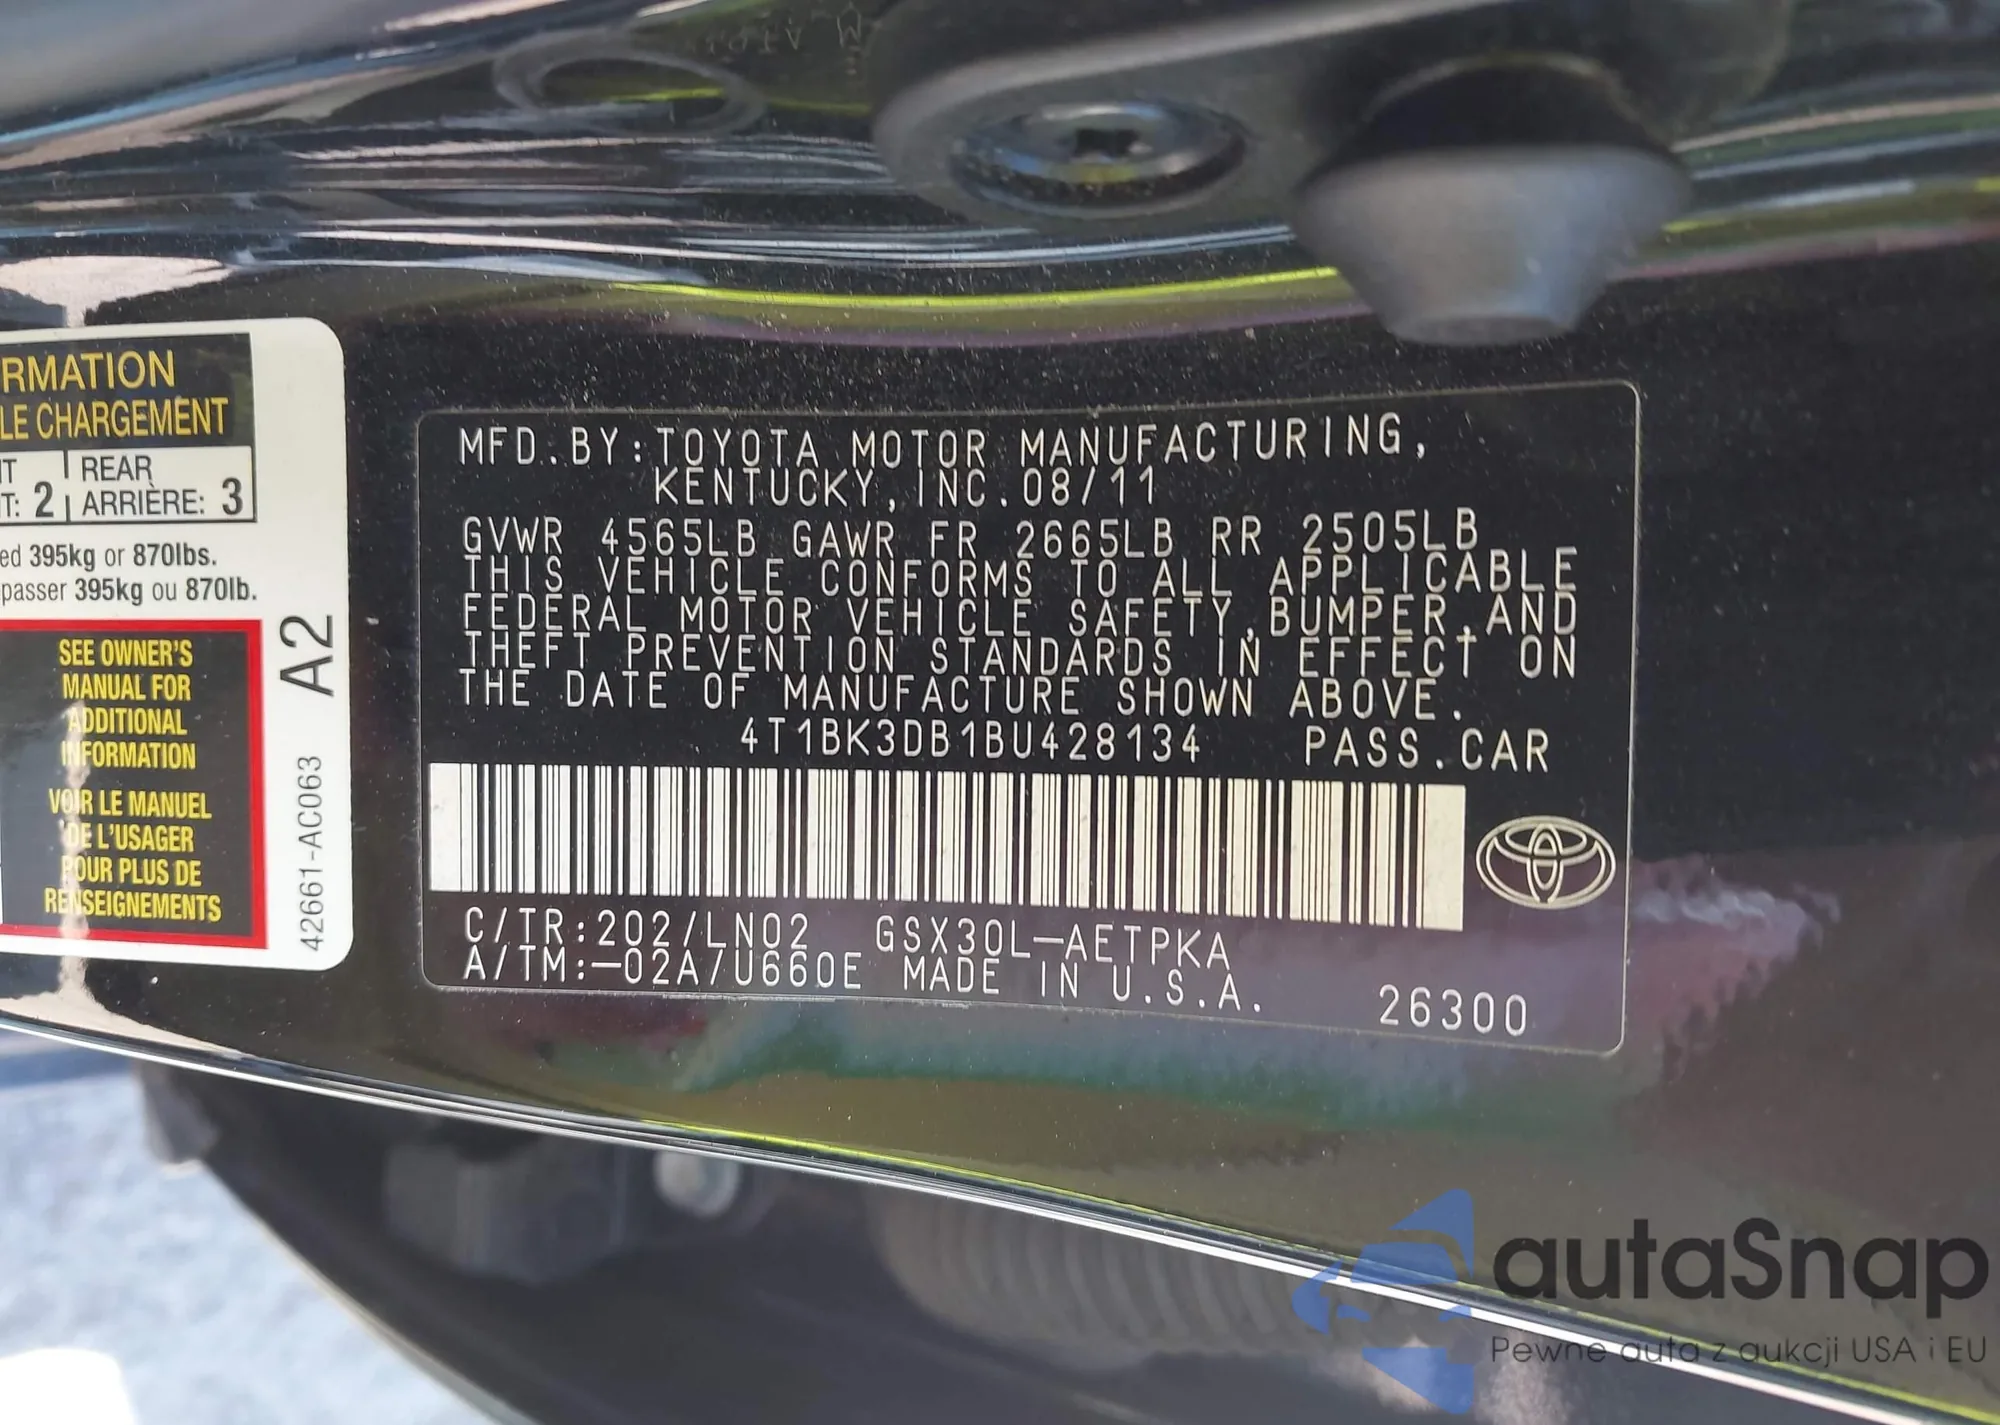 RMATION
LE CHARGEMENT
REAR
T: 2 ARRIÈRE: 3
ed 395kg or 870lbs.
passer 395kg ou 870lb.
SEE OWNER'S
MANUAL FOR
ADDITIONAL
INFORMATION
VOIR LE MANUEL
DE L'USAGER
POUR PLUS DE
RENSEIGNEMENTS
A2
42661-AC063
MFD.BY:TOYOTA MOTOR MANUFACTURING,
KENTUCKY,INC.08/11
GVWR 4565LB GAWR FR 2665LB RR 2505LB
THIS VEHICLE CONFORMS TO ALL APPLICABLE
FEDERAL MOTOR VEHICLE SAFETY,BUMPER,AND
THEFT PREVENTION STANDARDS IN EFFECT ON
THE DATE OF MANUFACTURE SHOWN ABOVE.
4T1BK3DB1BU428134 PASS.CAR
C/TR:202/LN02 GSX30L-AETPKA
A/TM:-02A/U660E MADE IN U.S.A. 26300
autaSnap
Pewne auta z aukcji USA i EU